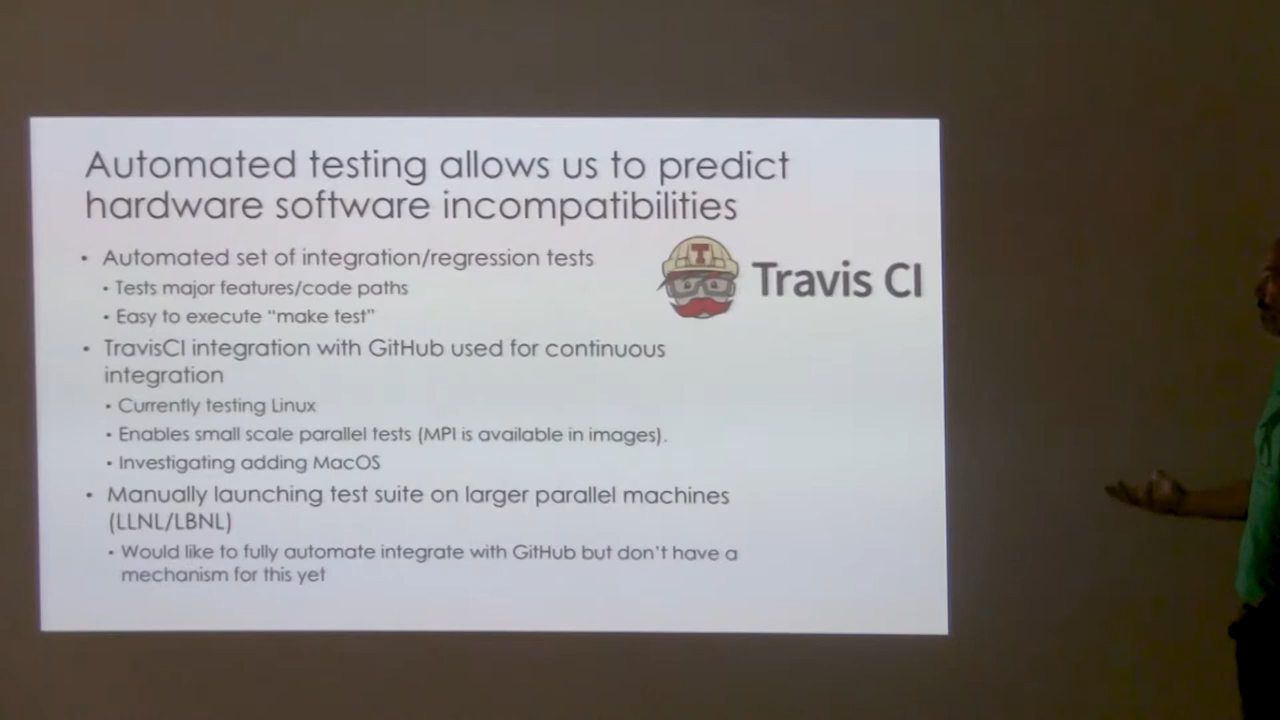 Automated testing allows us to predict
hardware software incompatibilities
• Automated set of integration/regression tests
• Tests major features/code paths
• Easy to execute “make test”
T
Travis CI
• TravisCI integration with GitHub used for continuous
integration
• Currently testing Linux
• Enables small scale parallel tests (MPI is available in images).
• Investigating adding MacOS
• Manually launching test suite on larger parallel machines
(LLNL/LBNL)
• Would like to fully automate integrate with GitHub but don’t have a
mechanism for this yet